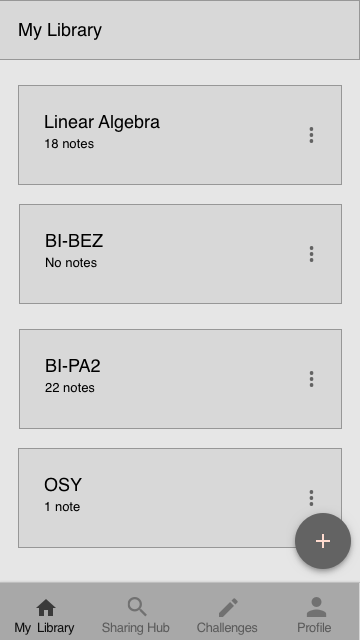 My Library
Linear Algebra
18 notes
BI-BEZ
No notes
BI-PA2
22 notes
OSY
1 note
My Library
Sharing Hub
Challenges
Profile